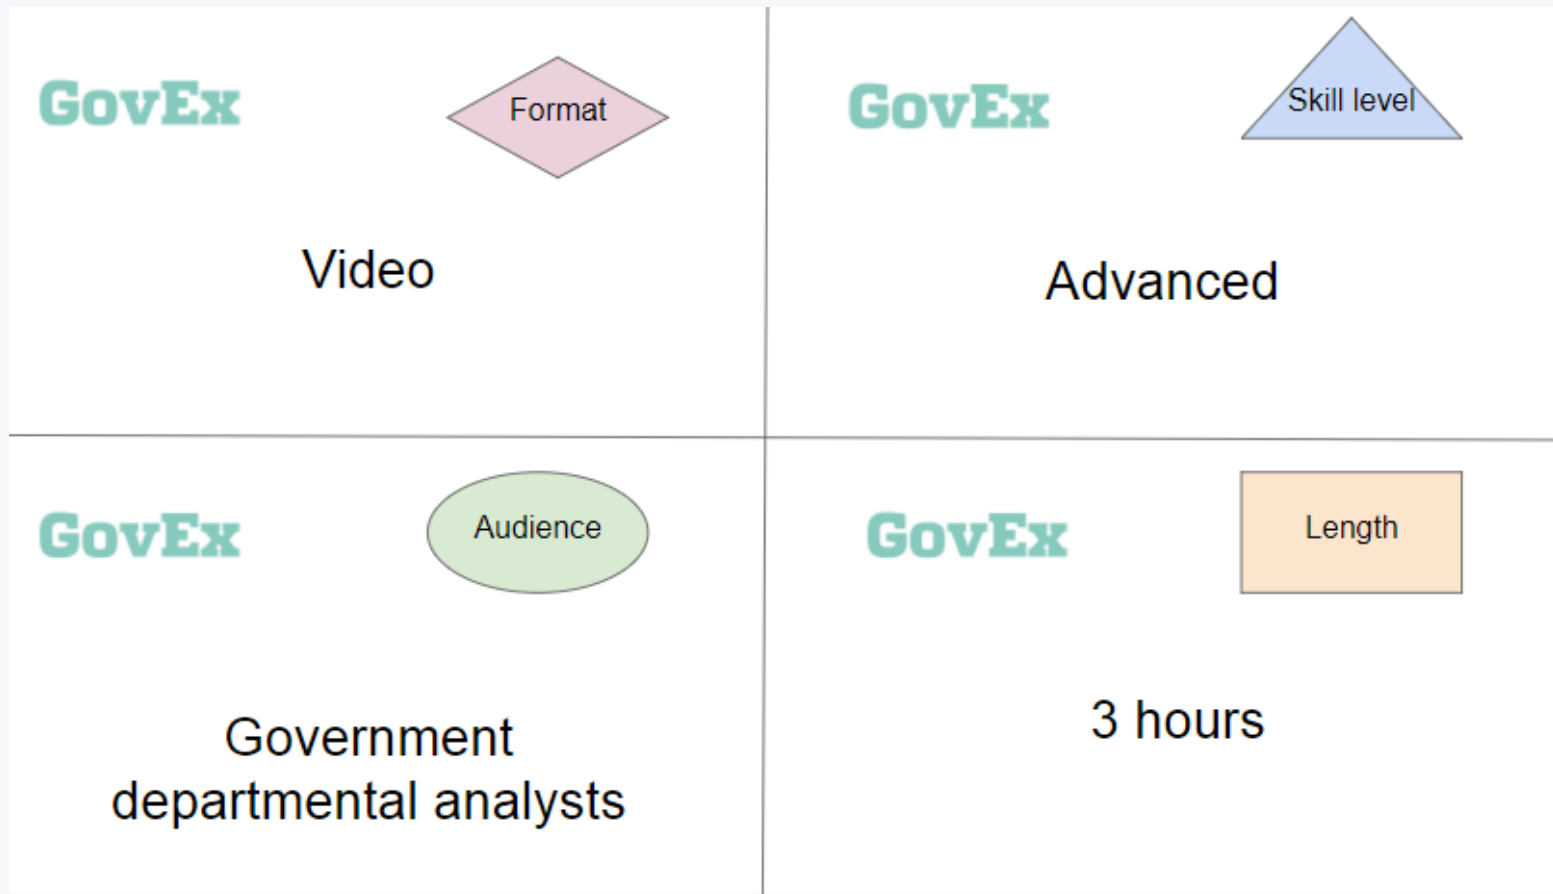 GovEx
Format
Video
GovEx
Skill level
Advanced
GovEx
Audience
Government
departmental analysts
GovEx
Length
3 hours